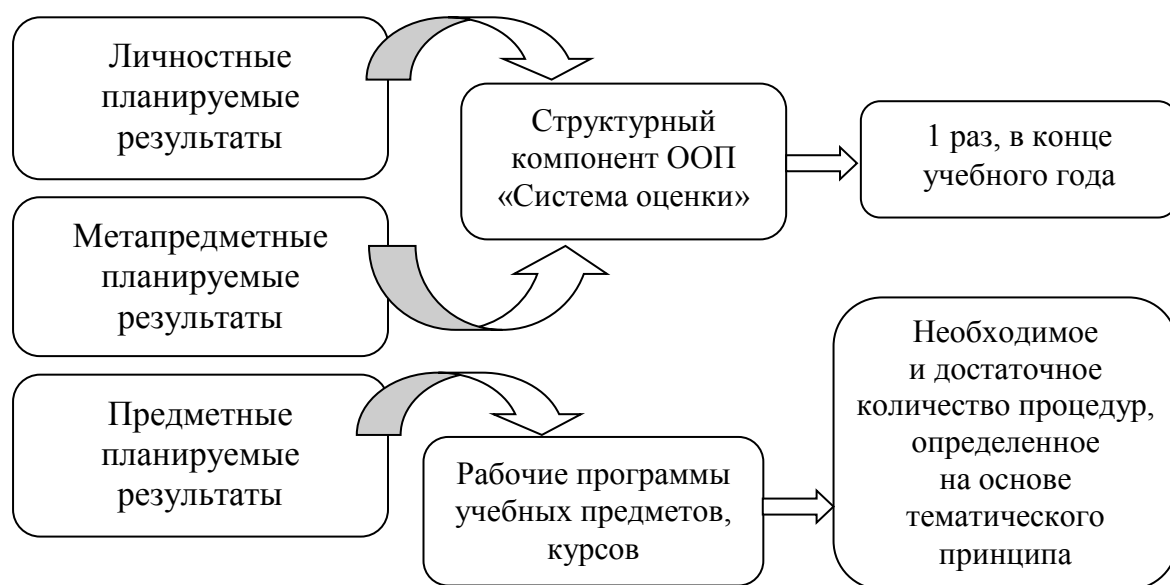 Личностные
планируемые
результаты
Структурный
компонент ООП
«Система оценки»
1 раз, в конце
учебного года
Метапредметные
планируемые
результаты
Предметные
планируемые
результаты
Рабочие программы
учебных предметов,
курсов
Необходимое
и достаточное
количество процедур,
определенное
на основе
тематического
принципа